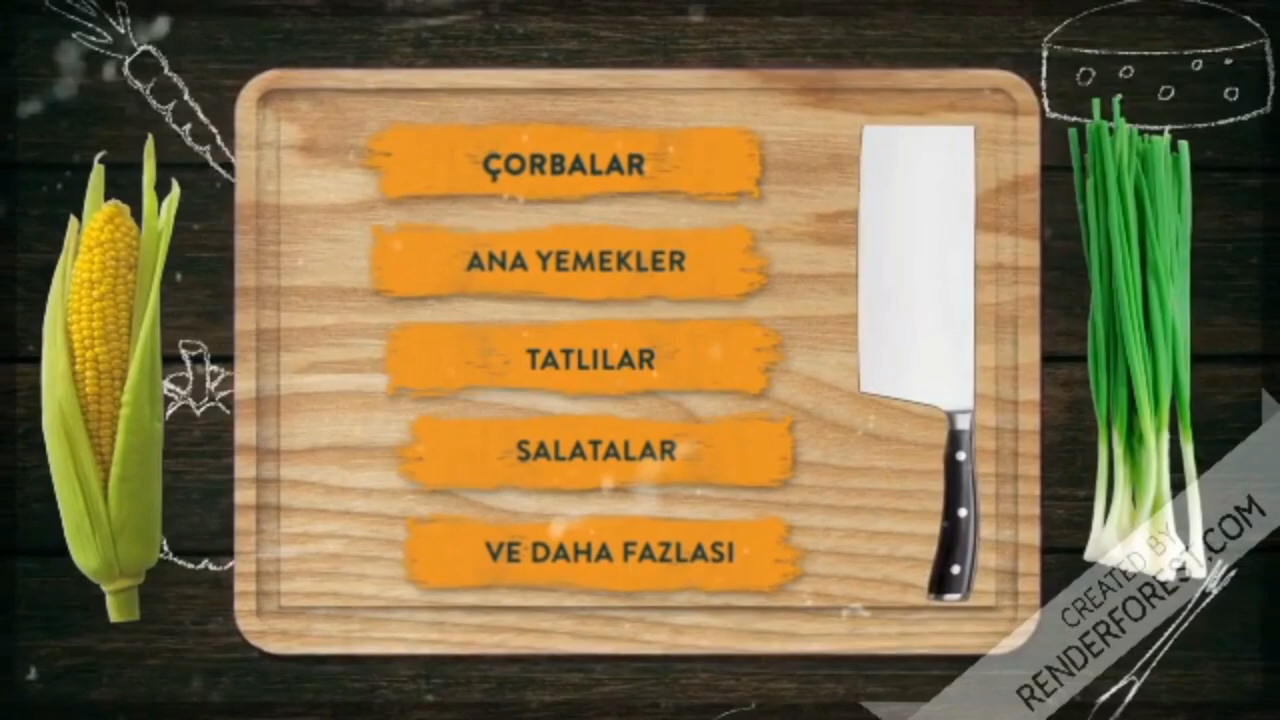 ÇORBALAR
ANA YEMEKLER
TATLILAR
SALATALAR
VE DAHA FAZLASI
CREATED BY
RENDERFOREST.COM